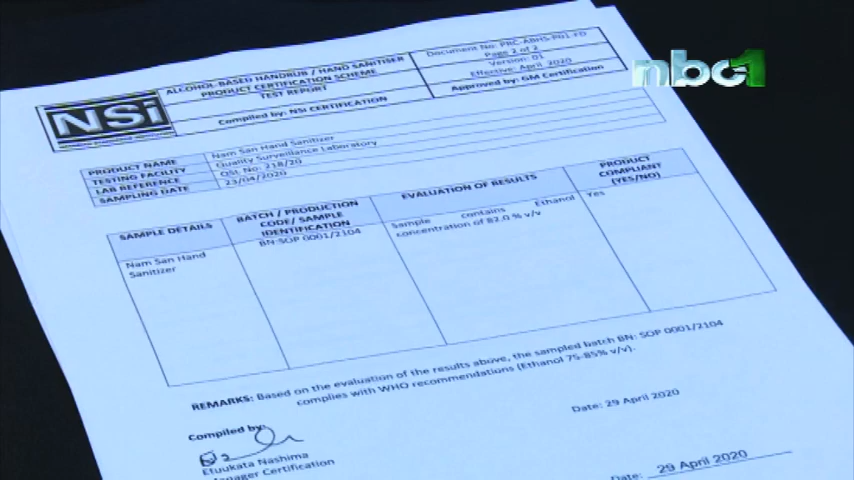 nbc1
NSi
ALCOHOL-BASED HANDRUB / HAND SANITISER
PRODUCT CERTIFICATION SCHEME
TEST REPORT
Compiled by: NSI CERTIFICATION
Document No: PRC-ABHS-P01-FD
Page 2 of 2
Version: 01
Effective: April 2020
Approved by: GM Certification
PRODUCT NAME Nam San Hand Sanitizer
TESTING FACILITY Quality Surveillance Laboratory
LAB REFERENCE QSL No: 218/20
SAMPLING DATE 23/04/2020
SAMPLE DETAILS
BATCH / PRODUCTION
CODE/ SAMPLE
IDENTIFICATION
EVALUATION OF RESULTS
PRODUCT
COMPLIANT
(YES/NO)
Nam San Hand
Sanitizer
BN:SOP 0001/2104
Sample contains Ethanol
concentration of 82.0 % v/v
Yes
REMARKS: Based on the evaluation of the results above, the sampled batch BN: SOP 0001/2104
complies with WHO recommendations (Ethanol 75-85% v/v).
Compiled by:
Date: 29 April 2020
Etuukata Nashima
Manager Certification
Date: 29 April 2020